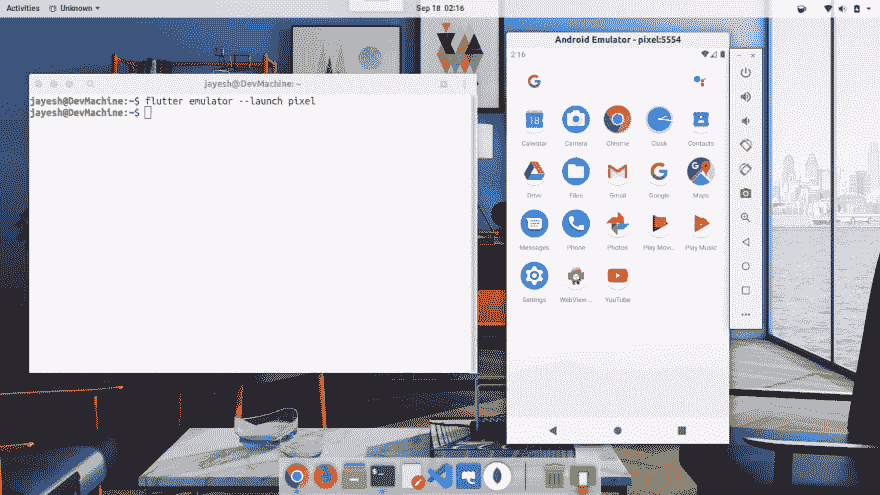 Activities
Unknown
Sep 18 02:16
jayesh@DevMachine: ~
jayesh@DevMachine:~$ flutter emulator --launch pixel
jayesh@DevMachine:~$
Android Emulator - pixel:5554
2:16
18
Calendar
Camera
Chrome
Clock
Contacts
Drive
Files
Gmail
Google
Maps
Messages
Phone
Photos
Play Movi...
Play Music
Settings
WebView ...
YouTube